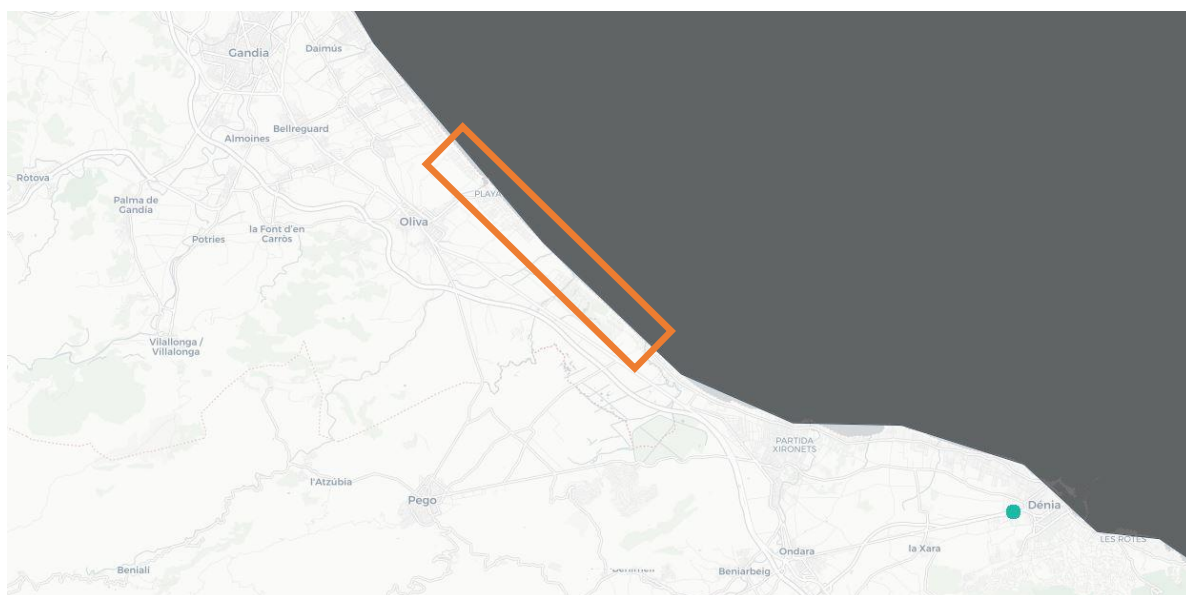 Gandia
Daimús
Bellreguard
Almoines
Ròtova
PLAYA
Palma de
Gandia
Oliva
la Font d'en
Carròs
Potries
Vilallonga /
Villalonga
PARTIDA
XIRONETS
l'Atzúbia
Pego
Dénia
LES ROTES
la Xara
Ondara
Beniali
Beniarbeig